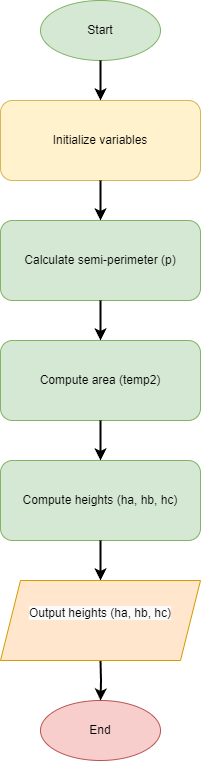 Start
Initialize variables
Calculate semi-perimeter (p)
Compute area (temp2)
Compute heights (ha, hb, hc)
Output heights (ha, hb, hc)
End